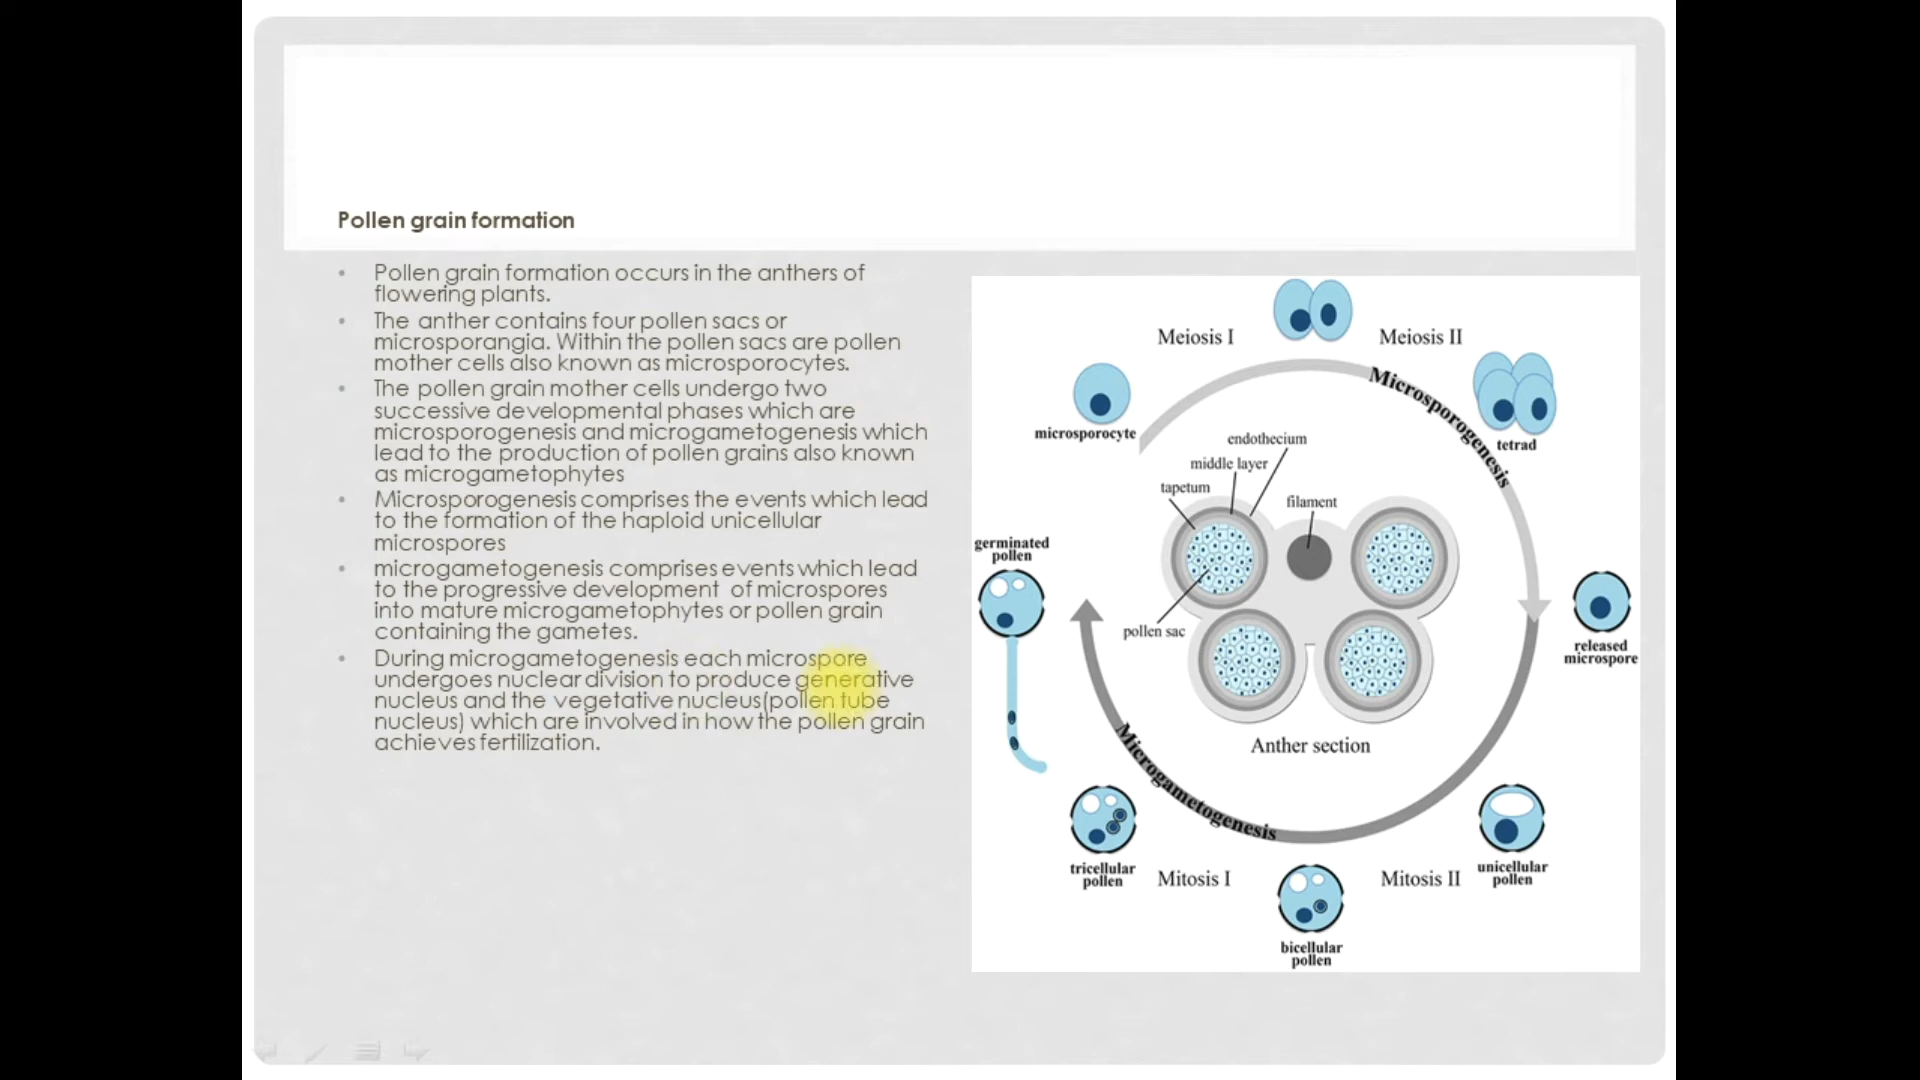 Pollen grain formation
• Pollen grain formation occurs in the anthers of
flowering plants.
• The anther contains four pollen sacs or
microsporangia. Within the pollen sacs are pollen
mother cells also known as microsporocytes.
• The pollen grain mother cells undergo two
successive developmental phases which are
microsporogenesis and microgametogenesis which
lead to the production of pollen grains also known
as microgametophytes
• Microsporogenesis comprises the events which lead
to the formation of the haploid unicellular
microspores
• microgametogenesis comprises events which lead
to the progressive development of microspores
into mature microgametophytes or pollen grain
containing the gametes.
• During microgametogenesis each microspore
undergoes nuclear division to produce generative
nucleus and the vegetative nucleus(pollen tube
nucleus) which are involved in how the pollen grain
achieves fertilization.
Meiosis I
Meiosis II
Microsporogenesis
microsporocyte
tetrad
endothecium
middle layer
tapetum
filament
germinated
pollen
pollen sac
released
microspore
Anther section
Microgametogenesis
tricellular
pollen
Mitosis I
Mitosis II
unicellular
pollen
bicellular
pollen